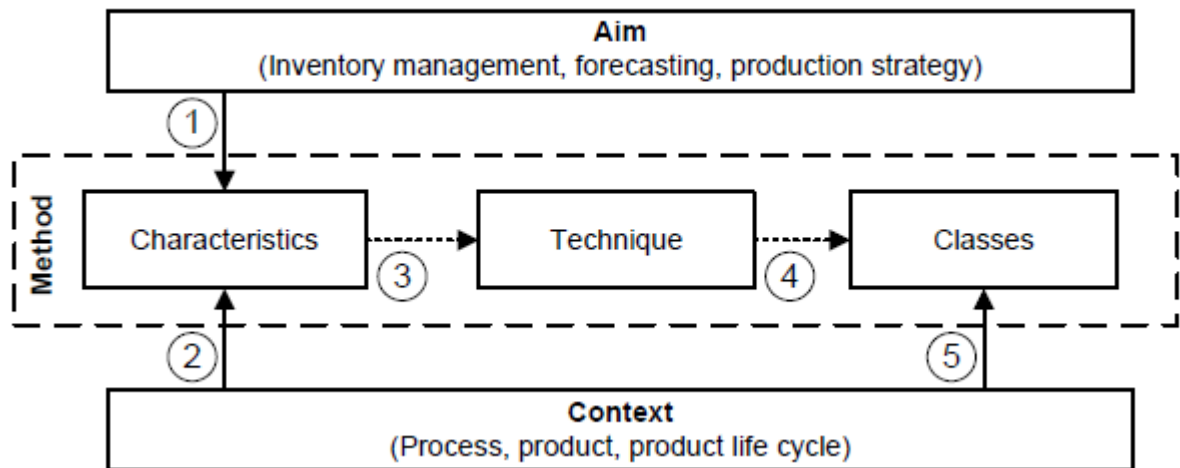 Aim
(Inventory management, forecasting, production strategy)
1
Method
Characteristics
Technique
Classes
3
4
2
5
Context
(Process, product, product life cycle)